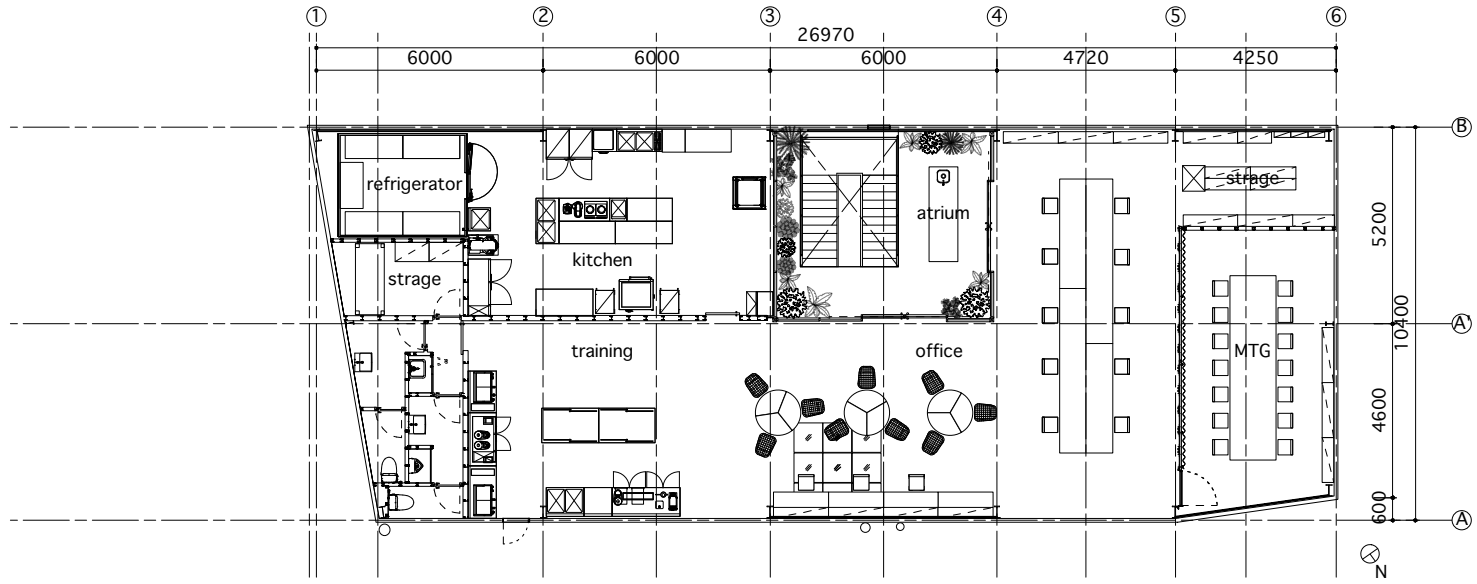 1 2 3 4 5 6
26970
6000 6000 6000 4720 4250
B
refrigerator
strage
atrium
5200
kitchen
strage
A'
10400
training
office
MTG
4600
600
A
N